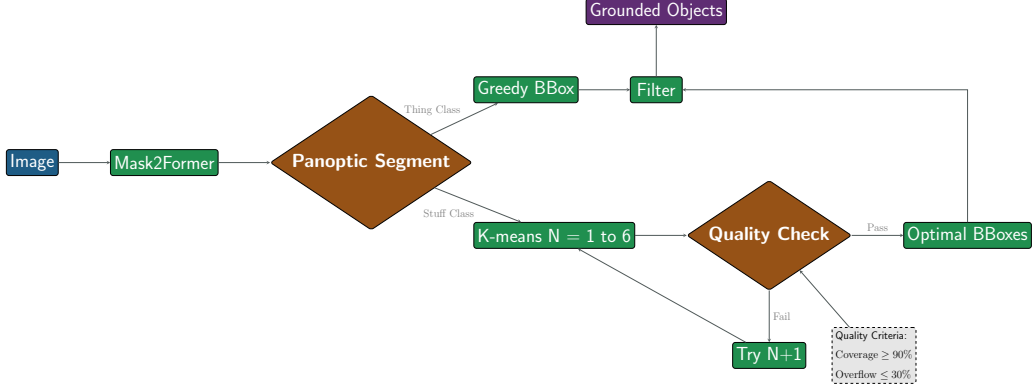 Grounded Objects
Greedy BBox
Filter
Thing Class
Image
Mask2Former
Panoptic Segment
Stuff Class
K-means N = 1 to 6
Quality Check
Pass
Optimal BBoxes
Fail
Try N+1
Quality Criteria:
Coverage ≥ 90%
Overflow ≤ 30%